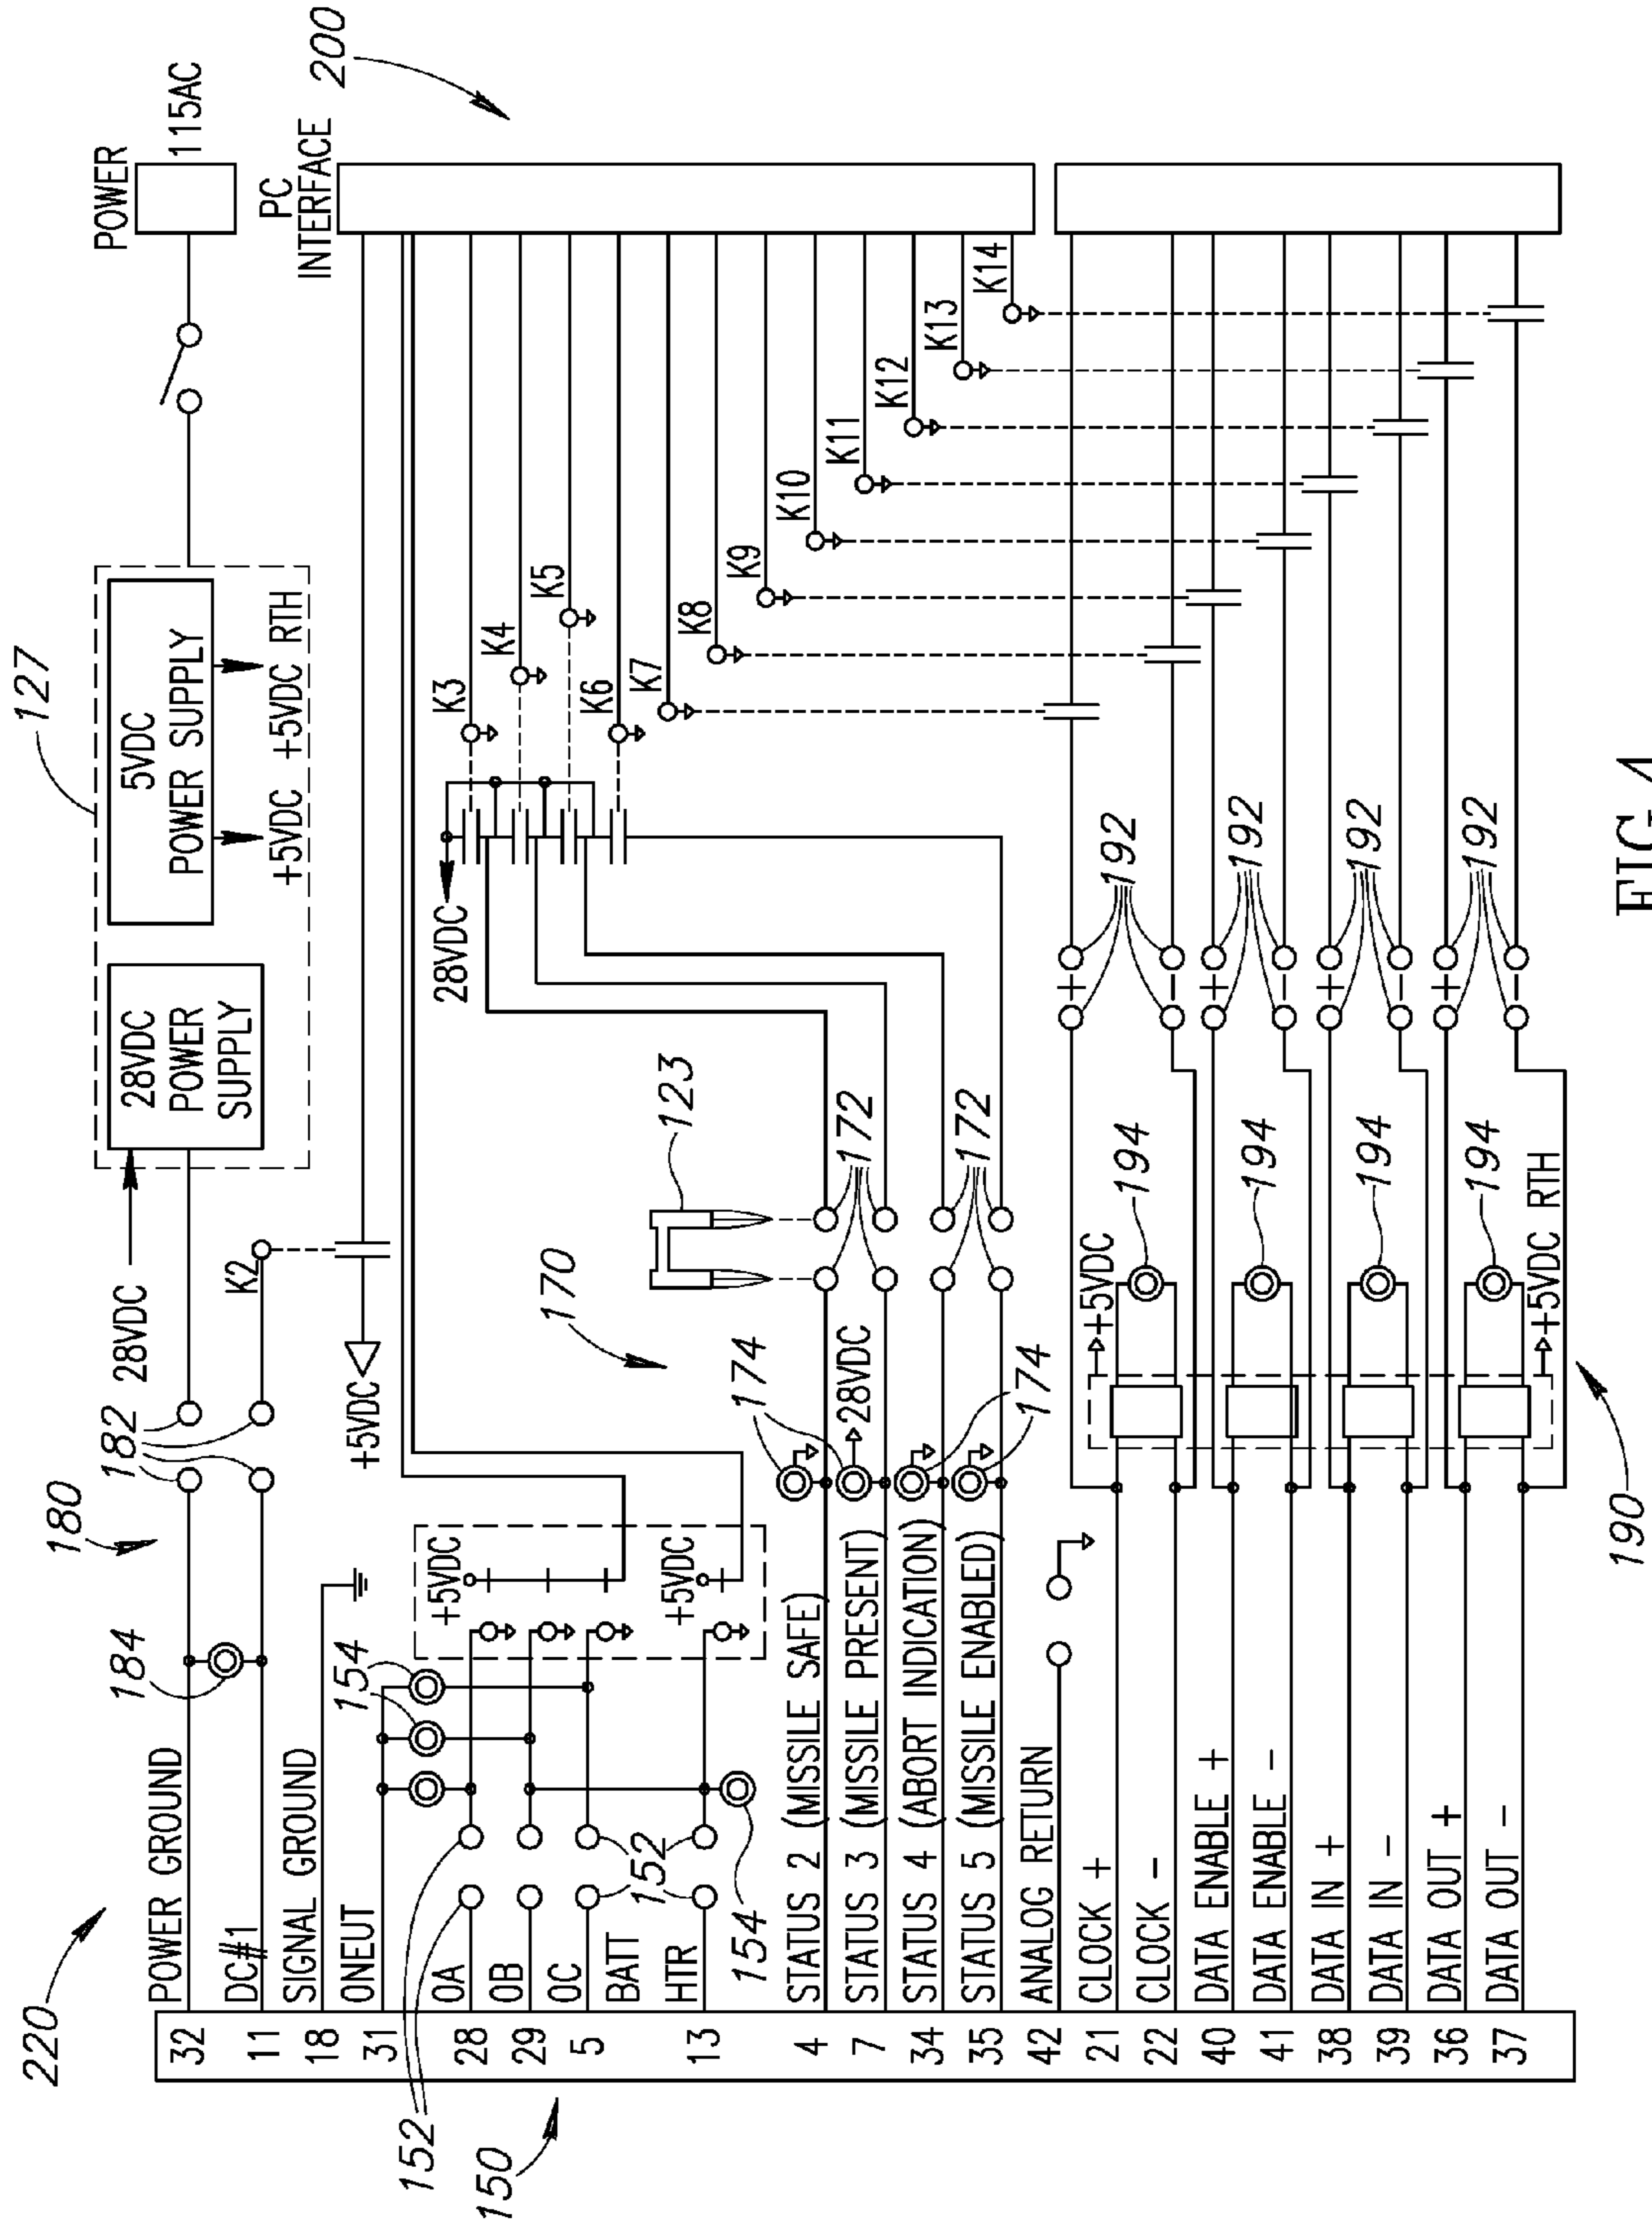 220
POWER GROUND
184
180
182
28VDC
28VDC
POWER
SUPPLY
127
5VDC
POWER SUPPLY
+5VDC
+5VDC RTH
POWER
115AC
DC#1
K2
SIGNAL GROUND
ONEUT
+5VDC
PC
INTERFACE
200
32
11
18
31
28
29
5
13
4
7
34
35
42
21
22
40
41
38
39
36
37
152
150
OA
OB
OC
BATT
HTR
154
152
154
+5VDC
+5VDC
28VDC
K3
K4
K5
K6
K7
K8
K9
K10
K11
K12
K13
K14
170
123
STATUS 2 (MISSILE SAFE)
STATUS 3 (MISSILE PRESENT)
STATUS 4 (ABORT INDICATION)
STATUS 5 (MISSILE ENABLED)
174
28VDC
174
172
172
ANALOG RETURN
CLOCK +
CLOCK -
DATA ENABLE +
DATA ENABLE -
DATA IN +
DATA IN -
DATA OUT +
DATA OUT -
+5VDC
194
194
194
194
+5VDC RTH
+
-
+
-
+
-
+
-
192
192
192
192
190
FIG. 4